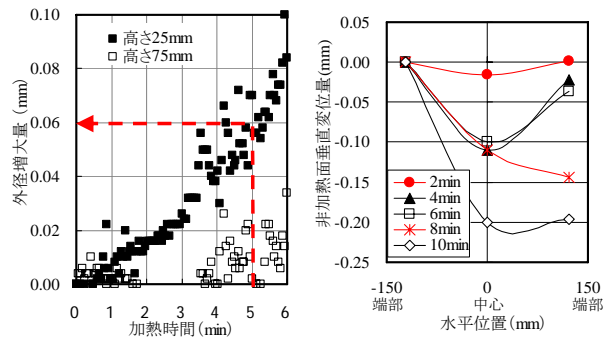 0.10
0.08
0.06
0.04
0.02
0.00
外径増大量 (mm)
■ 高さ25mm
□ 高さ75mm
0 1 2 3 4 5 6
加熱時間(min)
0.00
-0.05
-0.10
-0.15
-0.20
-0.25
非加熱面垂直変位量(mm)
2min
4min
6min
8min
10min
-150 0 150
端部 中心 端部
水平位置(mm)